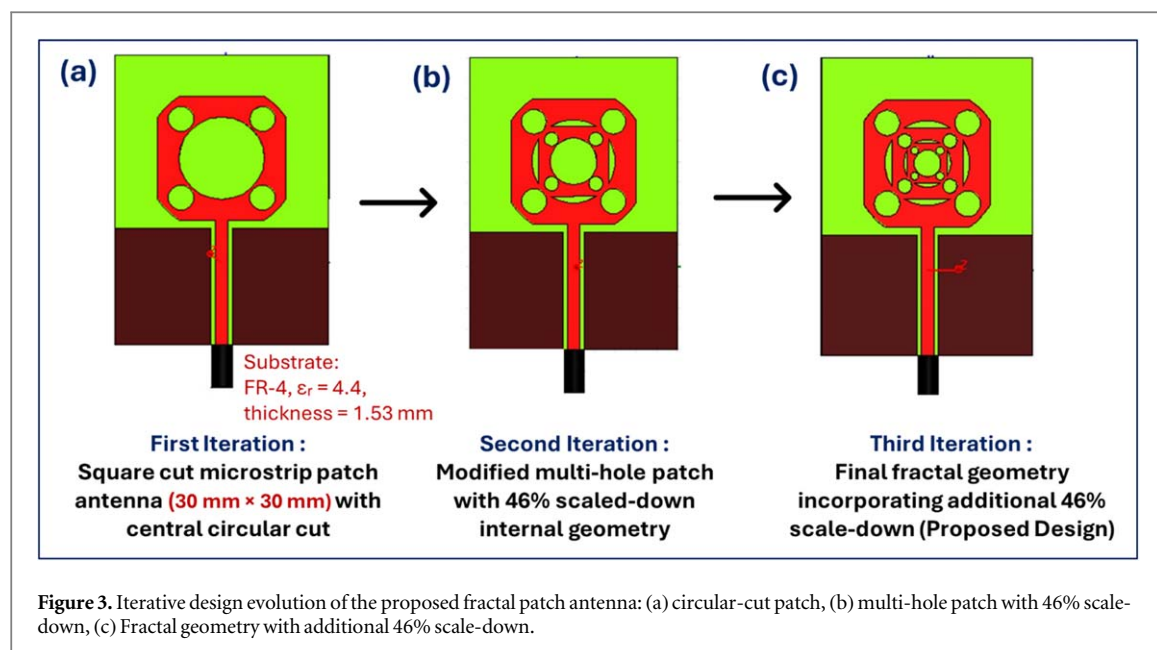 (a)
(b)
(c)
Substrate:
FR-4, εᵣ = 4.4,
thickness = 1.53 mm
First Iteration :
Square cut microstrip patch
antenna (30 mm × 30 mm) with
central circular cut
Second Iteration :
Modified multi-hole patch
with 46% scaled-down
internal geometry
Third Iteration :
Final fractal geometry
incorporating additional 46%
scale-down (Proposed Design)
Figure 3. Iterative design evolution of the proposed fractal patch antenna: (a) circular-cut patch, (b) multi-hole patch with 46% scale-
down, (c) Fractal geometry with additional 46% scale-down.